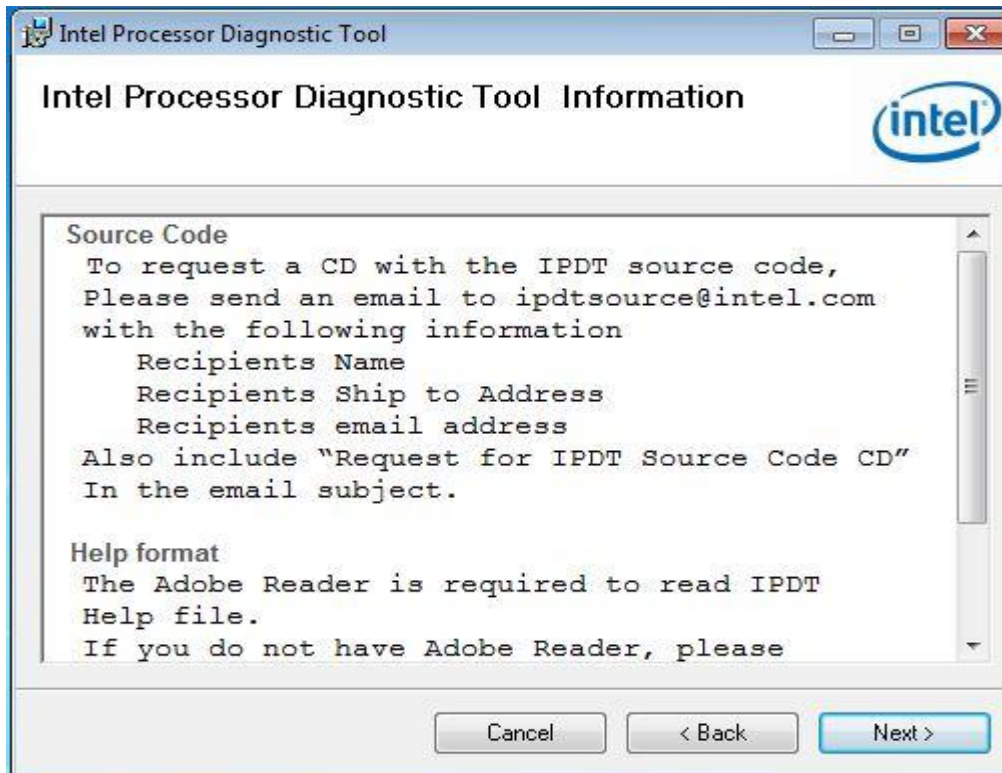 Intel Processor Diagnostic Tool
Intel Processor Diagnostic Tool  Information
intel
Source Code
To request a CD with the IPDT source code,
Please send an email to ipdtsource@intel.com
with the following information
Recipients Name
Recipients Ship to Address
Recipients email address
Also include “Request for IPDT Source Code CD”
In the email subject.
Help format
The Adobe Reader is required to read IPDT
Help file.
If you do not have Adobe Reader, please
Cancel
< Back
Next >